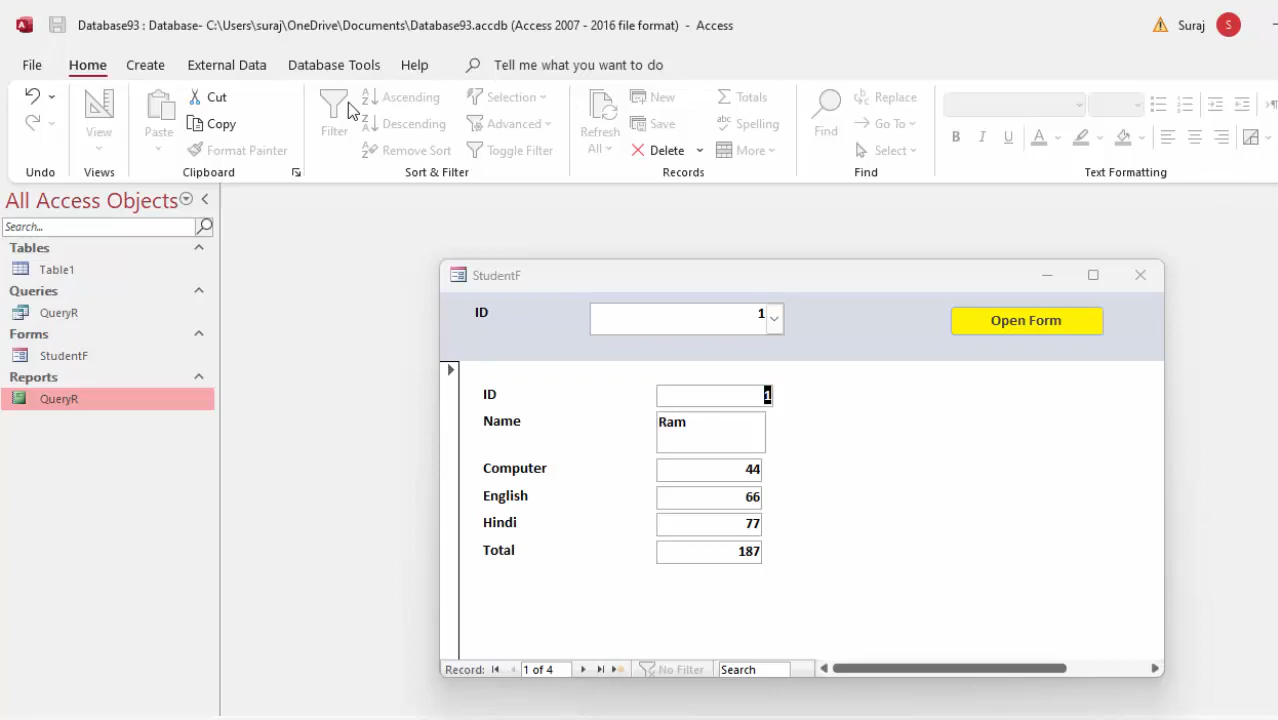 Database93 : Database- C:\Users\suraj\OneDrive\Documents\Database93.accdb (Access 2007 - 2016 file format) - Access
Suraj
S
File Home Create External Data Database Tools Help Tell me what you want to do
Cut Ascending Selection New Totals Replace
View Paste Copy Filter Descending Advanced Refresh All Save Spelling Find Go To
Format Painter Remove Sort Toggle Filter Delete More Select
B I U A
Undo Views Clipboard Sort & Filter Records Find Text Formatting
All Access Objects
Search...
Tables
Table1
Queries
QueryR
Forms
StudentF
Reports
QueryR
StudentF
ID 1 Open Form
ID 1
Name Ram
Computer 44
English 66
Hindi 77
Total 187
Record: 1 of 4 No Filter Search